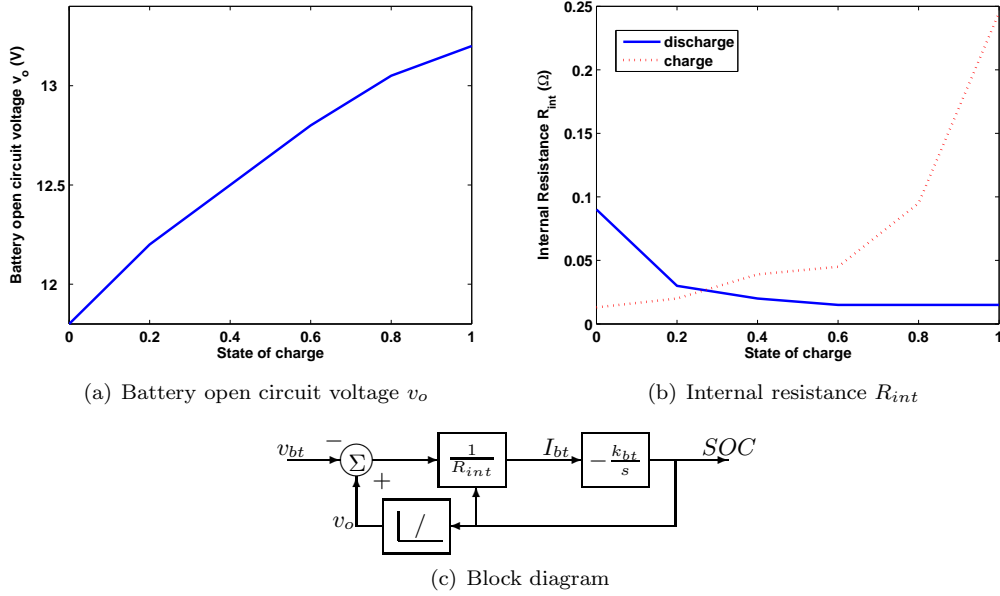 Battery open circuit voltage v_o (V)
13
12.5
12
0 0.2 0.4 0.6 0.8 1
State of charge
(a) Battery open circuit voltage v_o
Internal Resistance R_int (Ω)
0.25
0.2
0.15
0.1
0.05
0
discharge
charge
0 0.2 0.4 0.6 0.8 1
State of charge
(b) Internal resistance R_int
v_bt − Σ + 1/R_int I_bt −k_bt/s SOC
v_o
(c) Block diagram